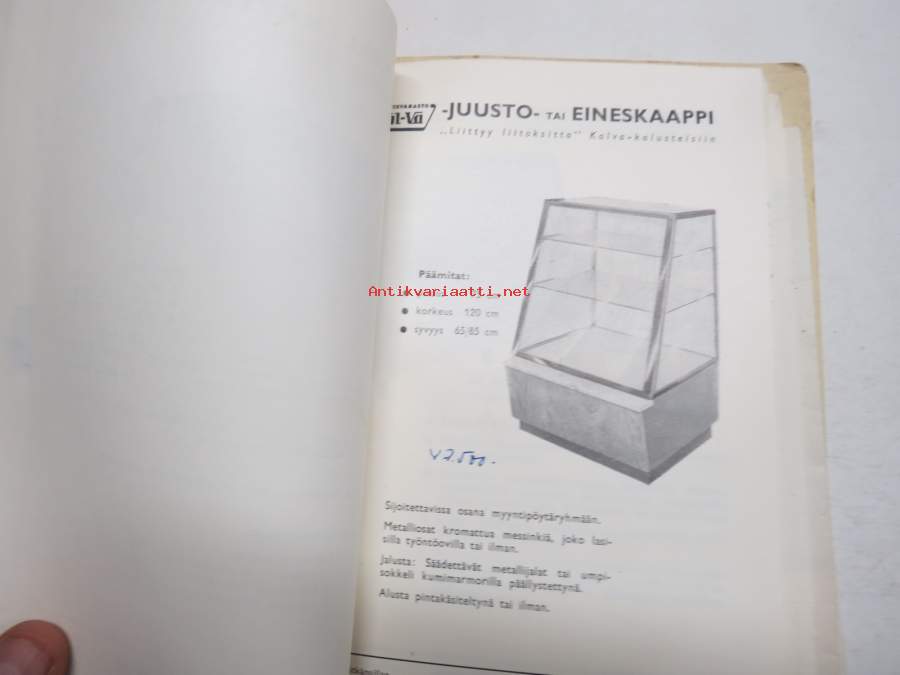 -JUUSTO- TAI EINESKAAPPI
„Liittyy liitoksitta" Kalva-kalusteisiin
Päämitat:
Antikvariaatti.net
● korkeus 120 cm
● syvyys 65/85 cm
Sijoitettavissa osana myyntipöytäryhmään.
Metalliosat kromattua messinkiä, joko lasi-
silla työntöovilla tai ilman.
Jalusta: Säädettävät metallijalat tai umpi-
sokkeli kumimarmorilla päällystettynä.
Alusta pintakäsiteltynä tai ilman.